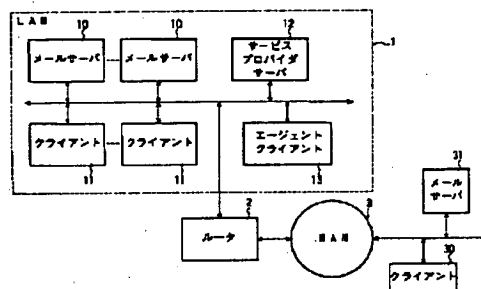 LAN
10
10
12
メールサーバ
メールサーバ
サービス
プロバイダ
サーバ
1
クライアント
クライアント
エージェント
クライアント
11
11
13
31
メール
サーバ
2
3
ルータ
WAN
30
クライアント